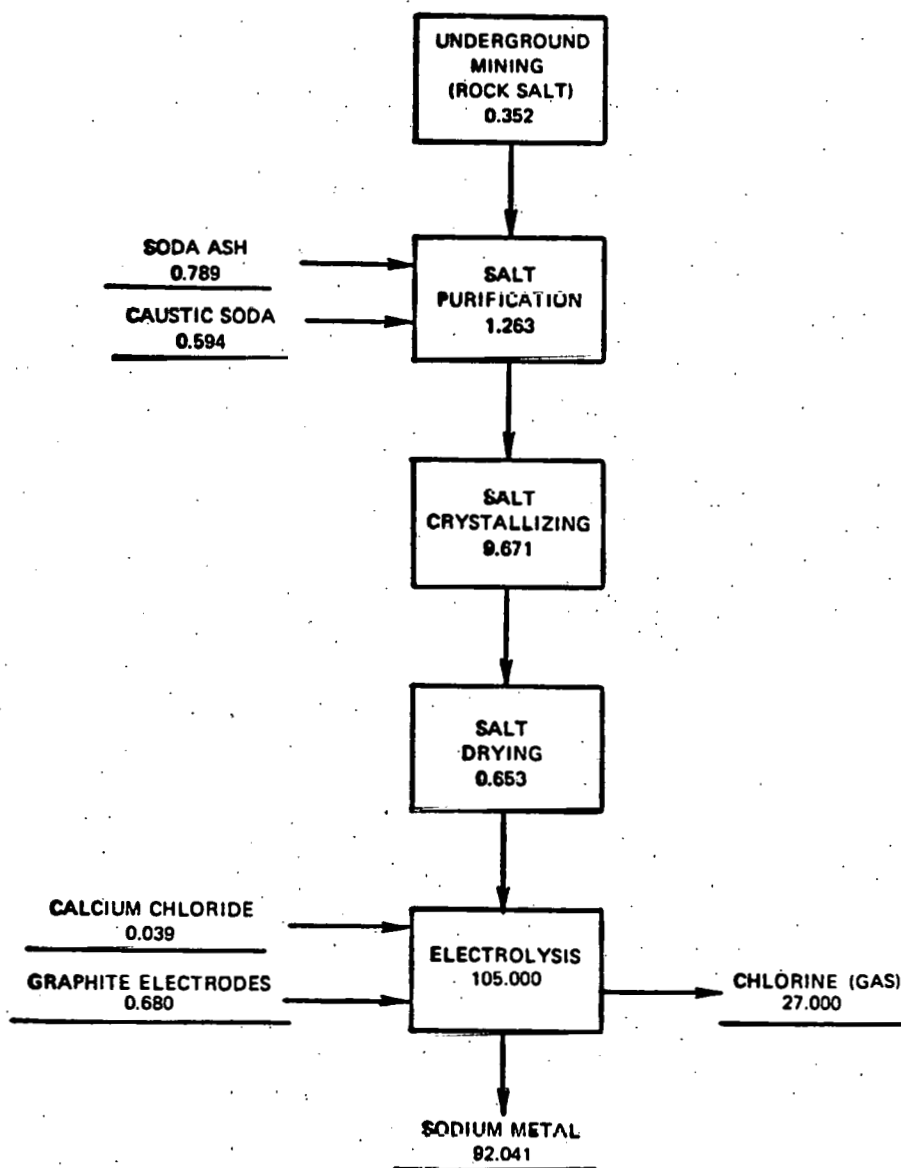 UNDERGROUND
MINING
(ROCK SALT)
0.352
SODA ASH
0.789
CAUSTIC SODA
0.594
SALT
PURIFICATION
1.263
SALT
CRYSTALLIZING
9.671
SALT
DRYING
0.653
CALCIUM CHLORIDE
0.039
GRAPHITE ELECTRODES
0.680
ELECTROLYSIS
105.000
CHLORINE (GAS)
27.000
SODIUM METAL
92.041